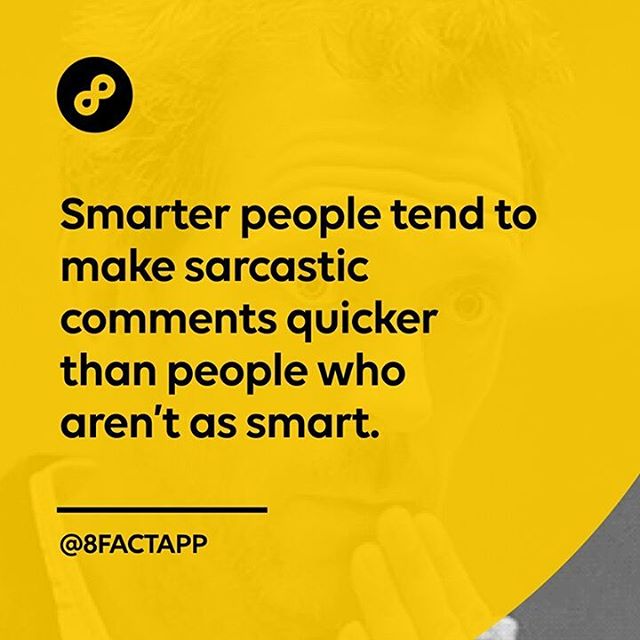 Smarter people tend to
make sarcastic
comments quicker
than people who
aren't as smart.
@8FACTAPP